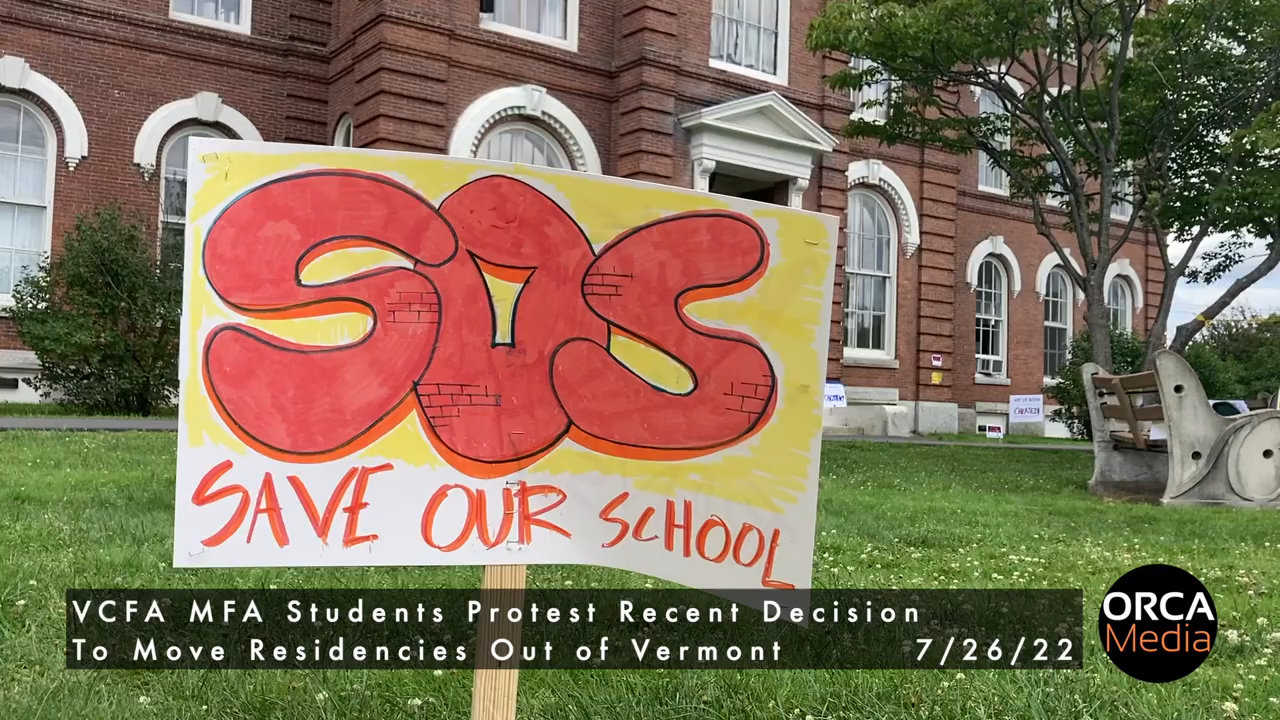 SOS
SAVE OUR SCHOOL
CHEATED!
VCFA MFA Students Protest Recent Decision
To Move Residencies Out of Vermont 7/26/22
ORCA
Media